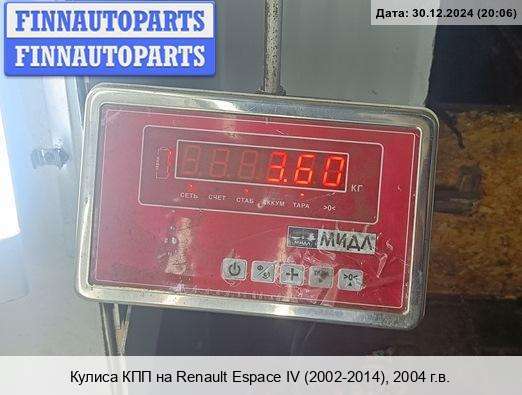 FINNAUTOPARTS
FINNAUTOPARTS
Дата: 30.12.2024 (20:06)
3.60
КГ
СЕТЬ СЧЕТ СТАБ АККУМ ТАРА >0<
МИДЛ
>0<
Кулиса КПП на Renault Espace IV (2002-2014), 2004 г.в.